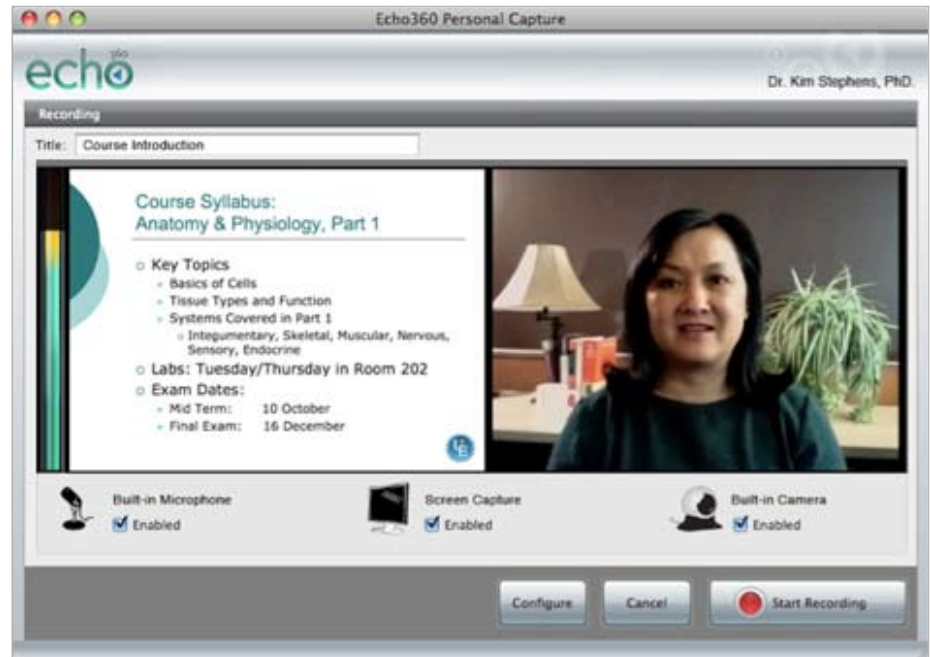 Echo360 Personal Capture
echo
360
Dr. Kim Stephens, PhD.
Recording
Title: Course Introduction
Course Syllabus:
Anatomy & Physiology, Part 1
Key Topics
Basics of Cells
Tissue Types and Function
Systems Covered in Part 1
Integumentary, Skeletal, Muscular, Nervous,
Sensory, Endocrine
Labs: Tuesday/Thursday in Room 202
Exam Dates:
Mid Term: 10 October
Final Exam: 16 December
Built-in Microphone
Enabled
Screen Capture
Enabled
Built-in Camera
Enabled
Configure
Cancel
Start Recording